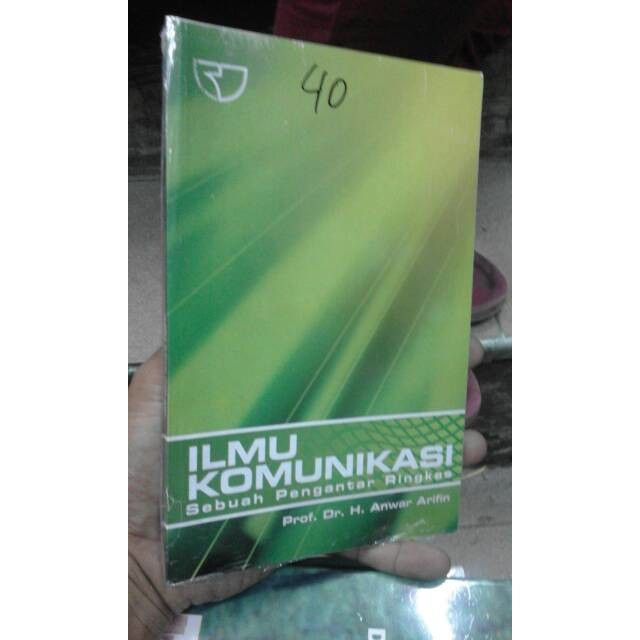 40
ILMU
KOMUNIKASI
Sebuah Pengantar Ringkas
Prof. Dr. H. Anwar Arifin